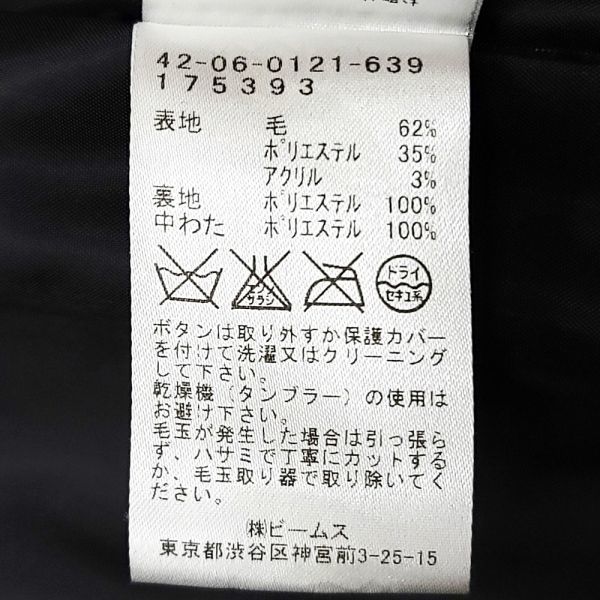 42-06-0121-639
175393
表地 毛 62%
ポリエステル 35%
アクリル 3%
裏地 ポリエステル 100%
中わた ポリエステル 100%
エンソ サラシ ドライ セキユ系
ボタンは取り外すか保護カバー
を付けて洗濯又はクリーニング
して下さい。
乾燥機(タンブラー)の使用は
お避け下さい。
毛玉が発生した場合は引っ張ら
ず、ハサミで丁寧にカットする
か、毛玉取り器で取り除いてく
ださい。
㈱ビームス
東京都渋谷区神宮前3-25-15